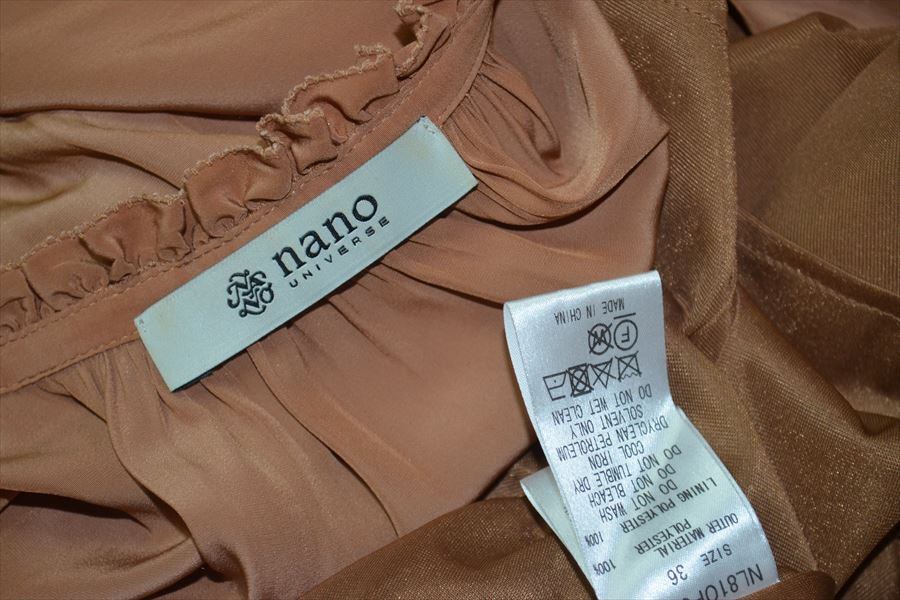 NANO
nano
UNIVERSE
SIZE 36
OUTER MATERIAL
POLYESTER 100%
LINING POLYESTER 100%
DO NOT WASH
DO NOT BLEACH
DO NOT TUMBLE DRY
COOL IRON
DRYCLEAN PETROLEUM
SOLVENT ONLY
DO NOT WET CLEAN
F
W
MADE IN CHINA